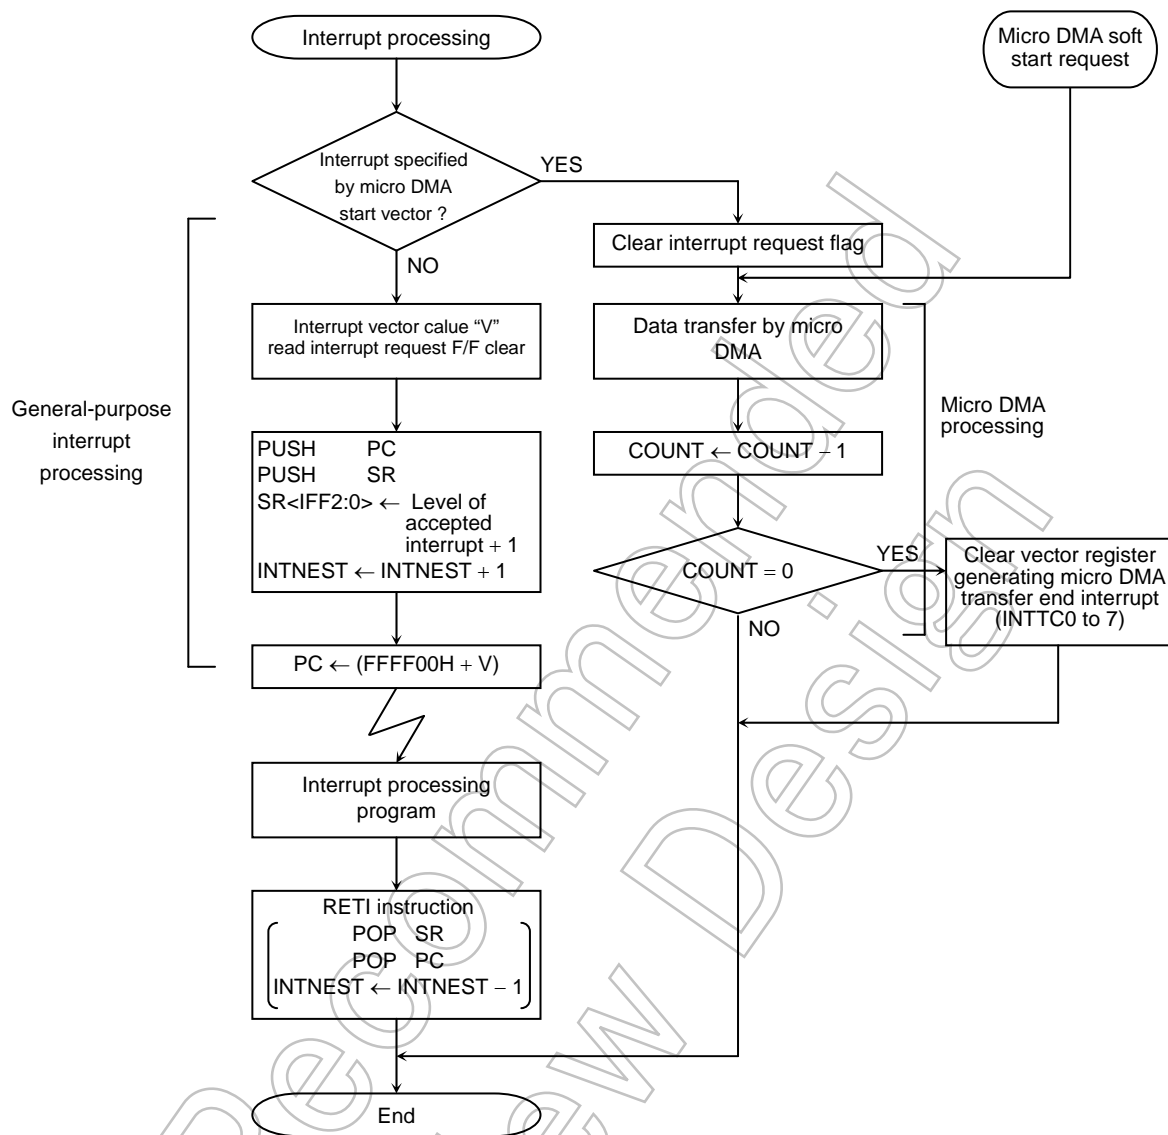 Interrupt processing
Micro DMA soft
start request
Interrupt specified
by micro DMA
start vector ?
YES
NO
Clear interrupt request flag
General-purpose
interrupt
processing
Interrupt vector calue “V”
read interrupt request F/F clear
Data transfer by micro
DMA
Micro DMA
processing
PUSH PC
PUSH SR
SR<IFF2:0> ← Level of
accepted
interrupt + 1
INTNEST ← INTNEST + 1
COUNT ← COUNT − 1
COUNT = 0
YES
NO
Clear vector register
generating micro DMA
transfer end interrupt
(INTTC0 to 7)
PC ← (FFFF00H + V)
Interrupt processing
program
RETI instruction
POP SR
POP PC
INTNEST ← INTNEST − 1
End
Recommended
New Design